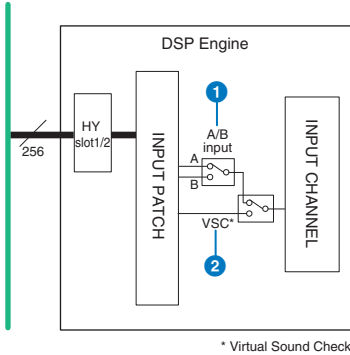 DSP Engine
1
A/B
input
HY
slot1/2
256
A
B
INPUT PATCH
INPUT CHANNEL
VSC*
2
* Virtual Sound Check